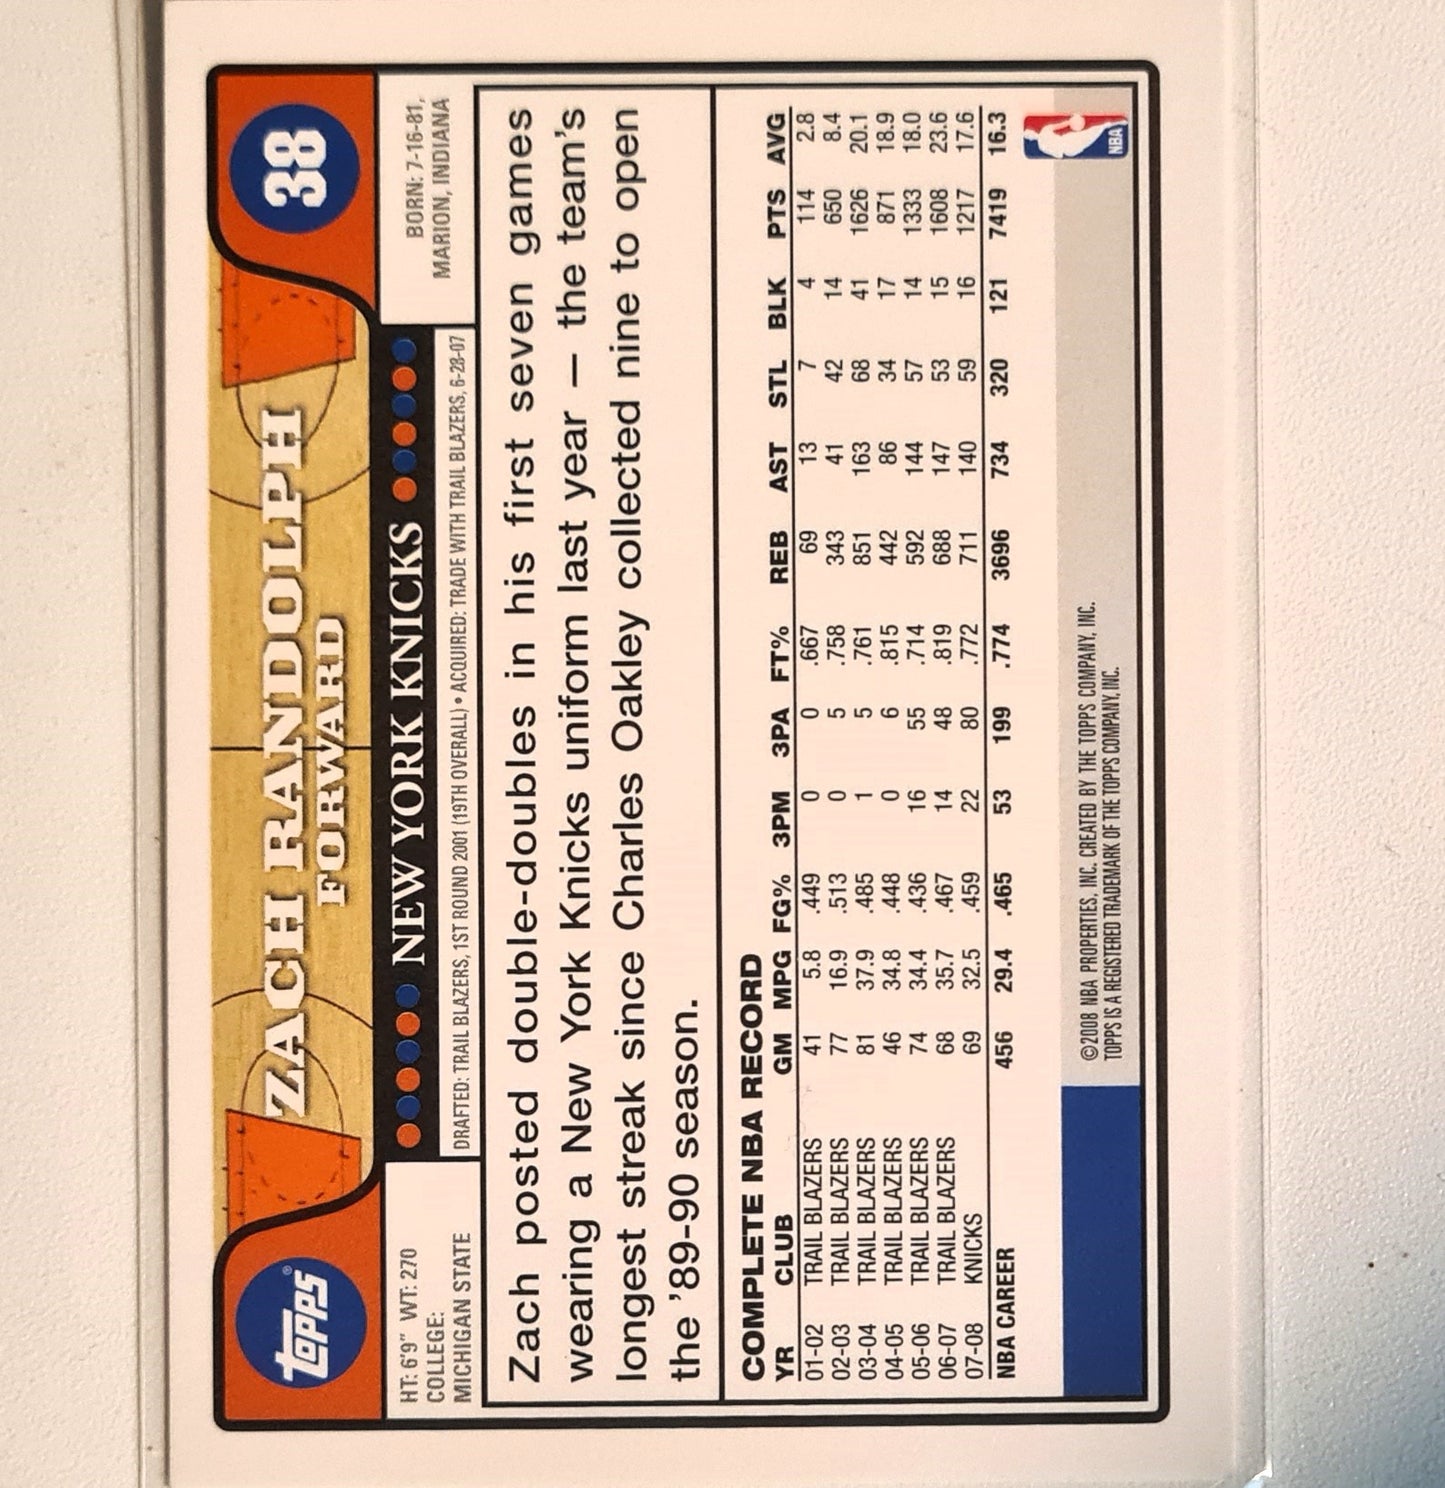 Topps®
ZACH RANDOLPH
FORWARD
38
HT: 6'9" WT: 270
COLLEGE:
MICHIGAN STATE
NEW YORK KNICKS
DRAFTED: TRAIL BLAZERS, 1ST ROUND 2001 (19TH OVERALL) • ACQUIRED: TRADE WITH TRAIL BLAZERS, 6-28-07
BORN: 7-16-81,
MARION, INDIANA
Zach posted double-doubles in his first seven games
wearing a New York Knicks uniform last year – the team's
longest streak since Charles Oakley collected nine to open
the '89-90 season.
COMPLETE NBA RECORD
YR CLUB GM MPG FG% 3PM 3PA FT% REB AST STL BLK PTS AVG
01-02 TRAIL BLAZERS 41 5.8 .449 0 0 .667 69 13 7 4 114 2.8
02-03 TRAIL BLAZERS 77 16.9 .513 0 5 .758 343 41 42 14 650 8.4
03-04 TRAIL BLAZERS 81 37.9 .485 1 5 .761 851 163 68 41 1626 20.1
04-05 TRAIL BLAZERS 46 34.8 .448 0 6 .815 442 86 34 17 871 18.9
05-06 TRAIL BLAZERS 74 34.4 .436 16 55 .714 592 144 57 14 1333 18.0
06-07 TRAIL BLAZERS 68 35.7 .467 14 48 .819 688 147 53 15 1608 23.6
07-08 KNICKS 69 32.5 .459 22 80 .772 711 140 59 16 1217 17.6
NBA CAREER 456 29.4 .465 53 199 .774 3696 734 320 121 7419 16.3
©2008 NBA PROPERTIES, INC. CREATED BY THE TOPPS COMPANY, INC.
TOPPS IS A REGISTERED TRADEMARK OF THE TOPPS COMPANY, INC.
NBA